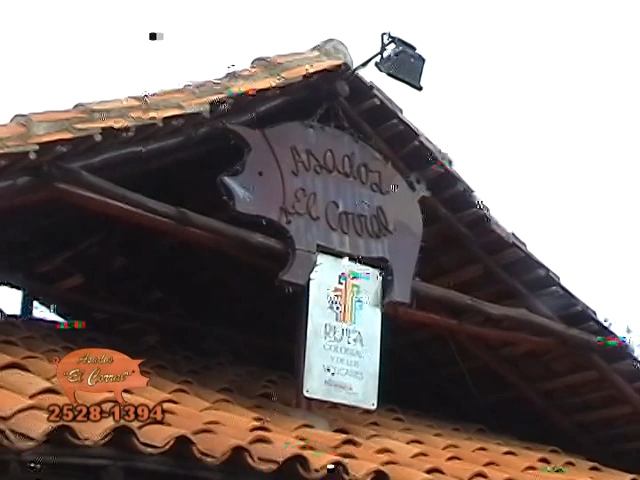 Asados
El Corral
RUTA
COLONIAL
Y DE LOS
VOLCANES
Asados
"El Corral"
2528-1394